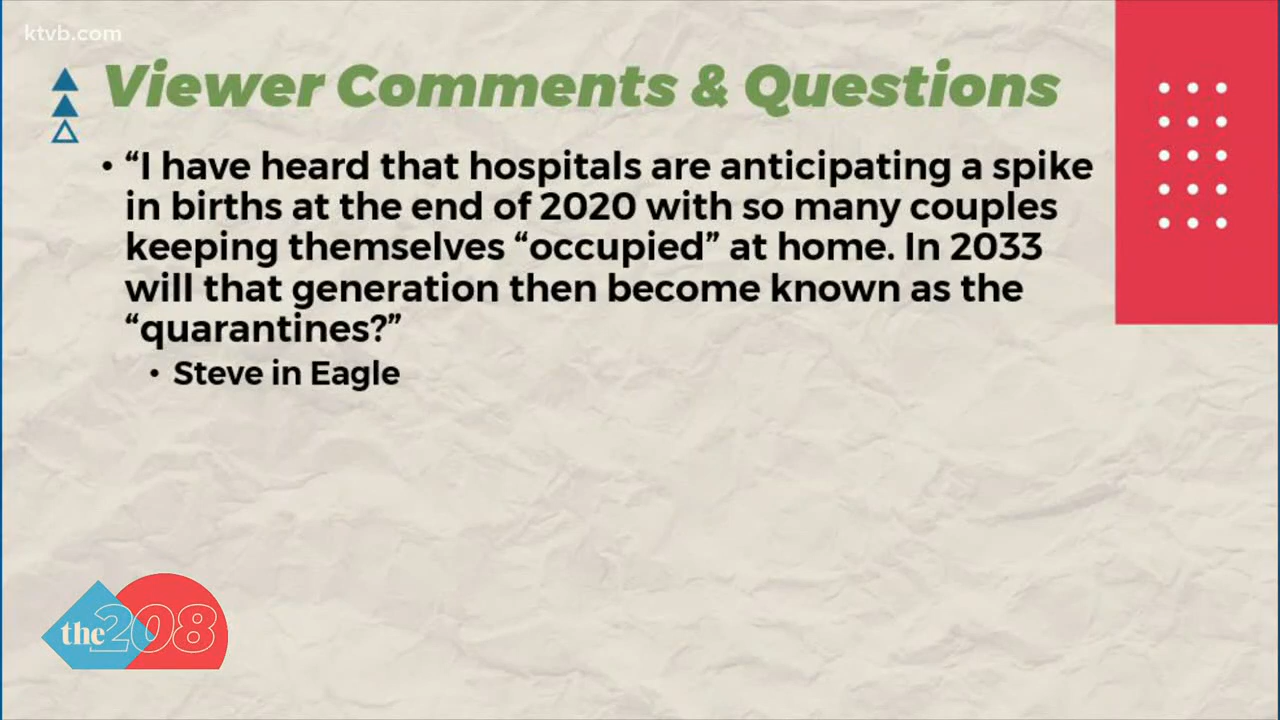 ktvb.com
Viewer Comments & Questions
• “I have heard that hospitals are anticipating a spike
in births at the end of 2020 with so many couples
keeping themselves “occupied” at home. In 2033
will that generation then become known as the
“quarantines?”
• Steve in Eagle
the 208